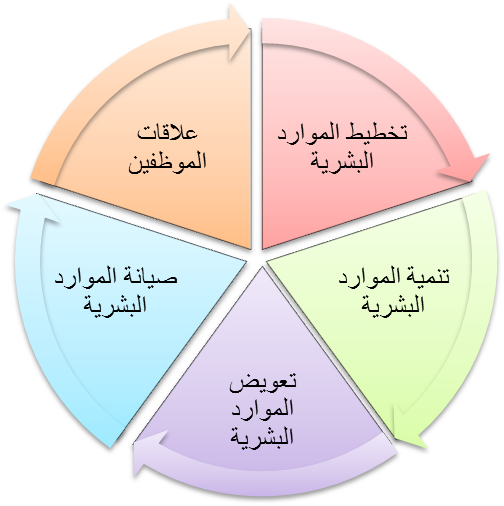 تخطيط الموارد
البشرية
تنمية الموارد
البشرية
تعويض
الموارد
البشرية
صيانة الموارد
البشرية
علاقات
الموظفين